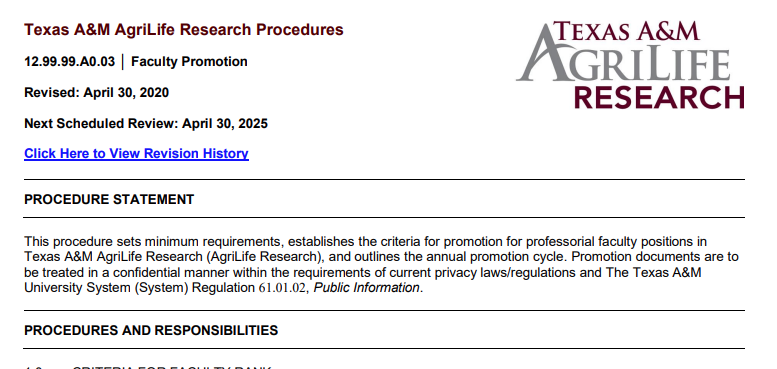 Texas A&M AgriLife Research Procedures
12.99.99.A0.03 | Faculty Promotion
Revised: April 30, 2020
Next Scheduled Review: April 30, 2025
Click Here to View Revision History
TEXAS A&M
AGRILIFE
RESEARCH
PROCEDURE STATEMENT
This procedure sets minimum requirements, establishes the criteria for promotion for professorial faculty positions in
Texas A&M AgriLife Research (AgriLife Research), and outlines the annual promotion cycle. Promotion documents are to
be treated in a confidential manner within the requirements of current privacy laws/regulations and The Texas A&M
University System (System) Regulation 61.01.02, Public Information.
PROCEDURES AND RESPONSIBILITIES
CRITERIA FOR FACULTY RANK